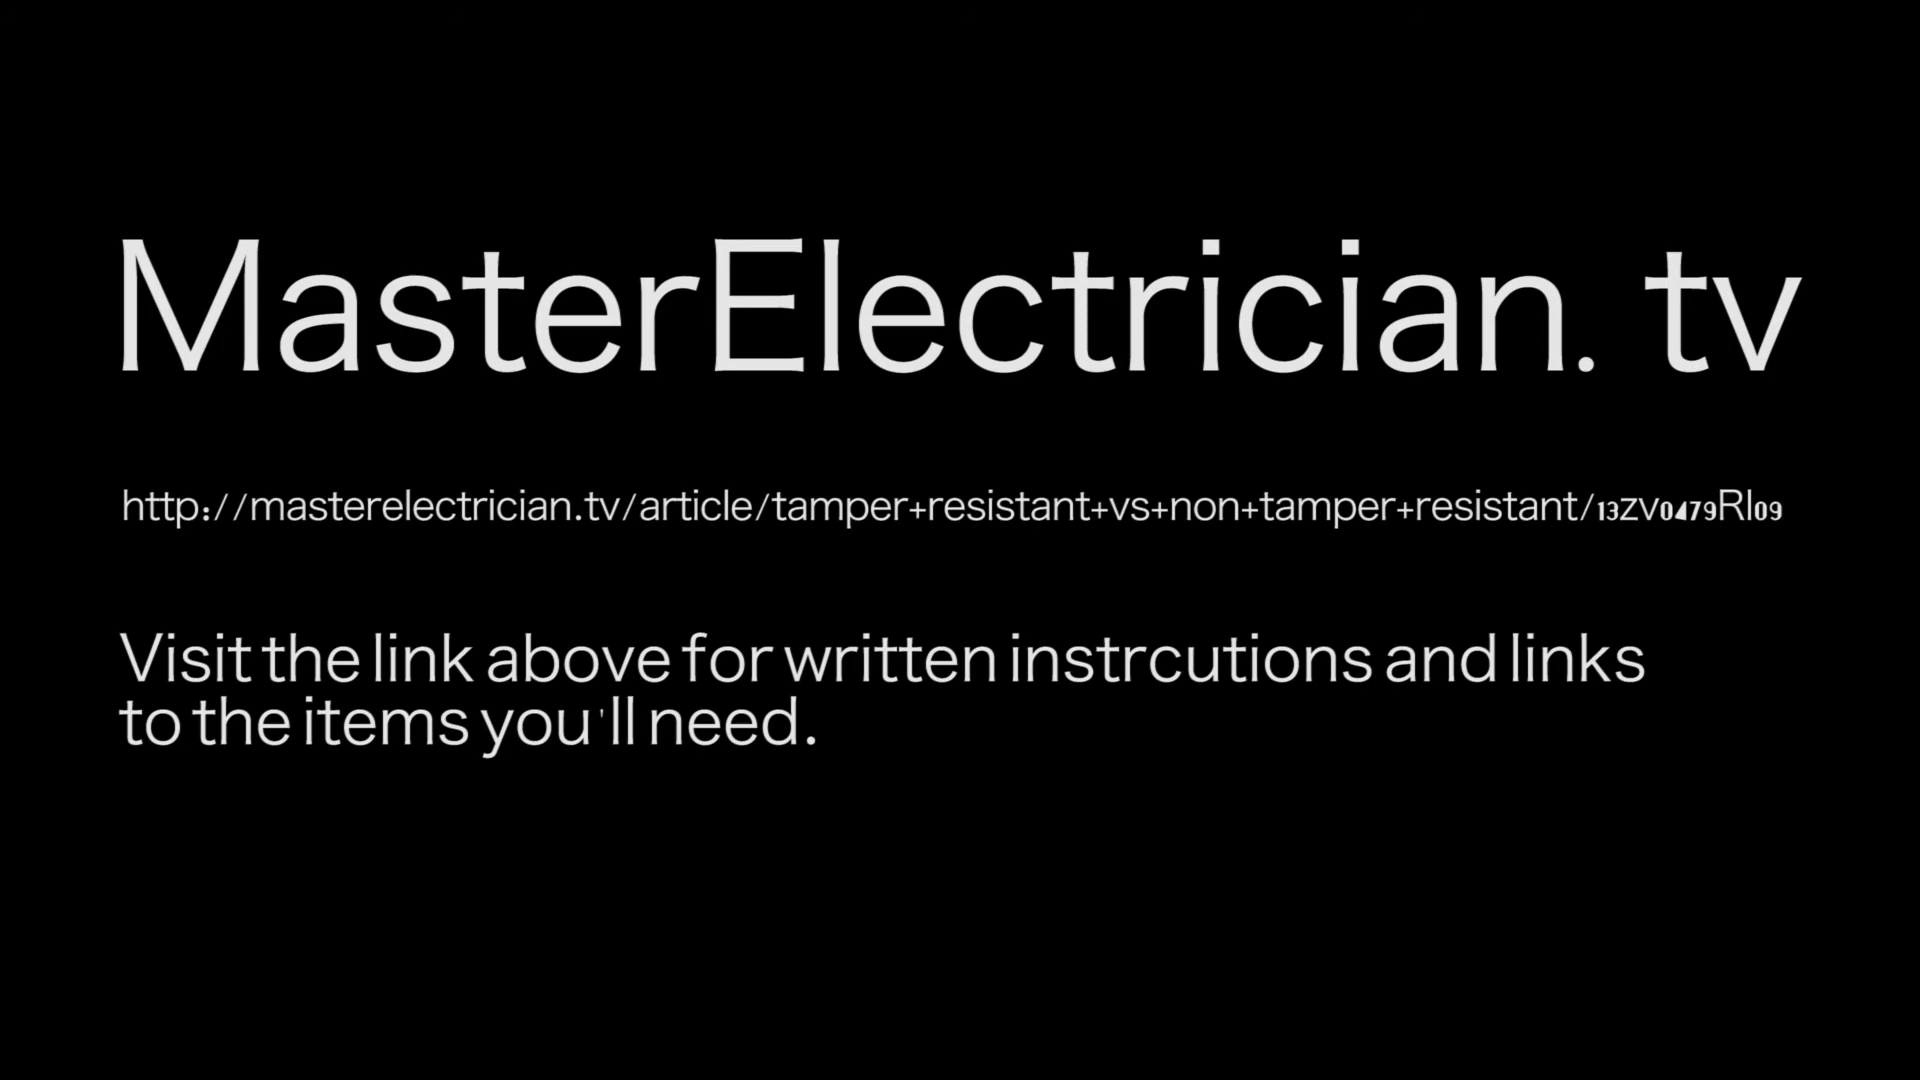 MasterElectrician. tv
http://masterelectrician.tv/article/tamper+resistant+vs+non+tamper+resistant/13zv0479Rl09
Visit the link above for written instrcutions and links
to the items you'll need.